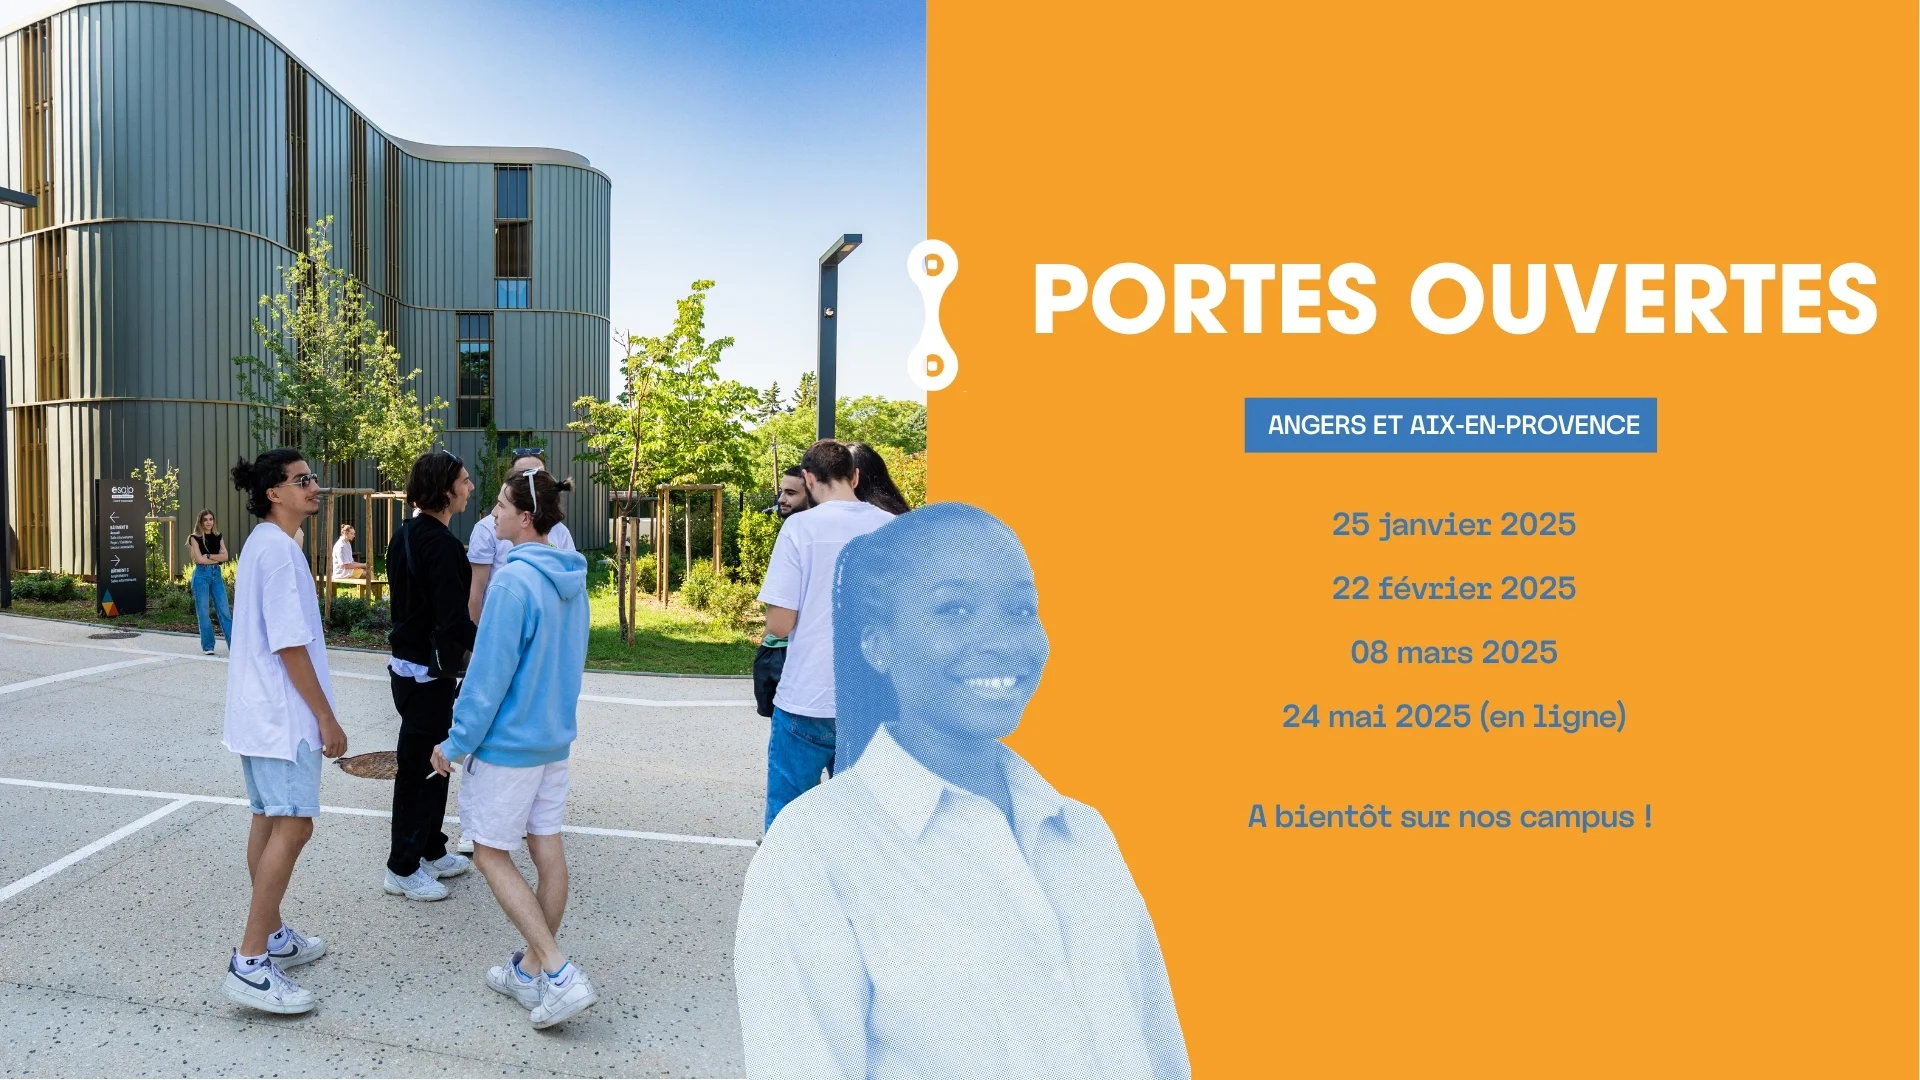 PORTES OUVERTES
ANGERS ET AIX-EN-PROVENCE
25 janvier 2025
22 février 2025
08 mars 2025
24 mai 2025 (en ligne)
A bientôt sur nos campus !
esaip